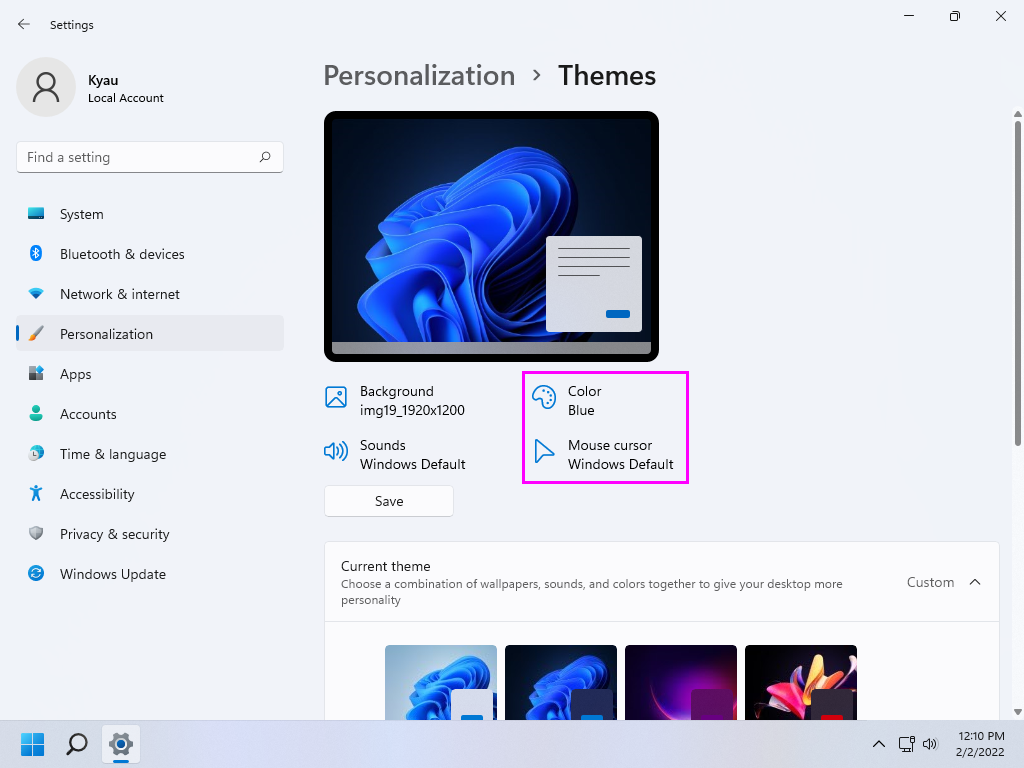 Settings
Kyau
Local Account
Find a setting
System
Bluetooth & devices
Network & internet
Personalization
Apps
Accounts
Time & language
Accessibility
Privacy & security
Windows Update
Personalization > Themes
Background
img19_1920x1200
Color
Blue
Sounds
Windows Default
Mouse cursor
Windows Default
Save
Current theme
Choose a combination of wallpapers, sounds, and colors together to give your desktop more
personality
Custom
12:10 PM
2/2/2022